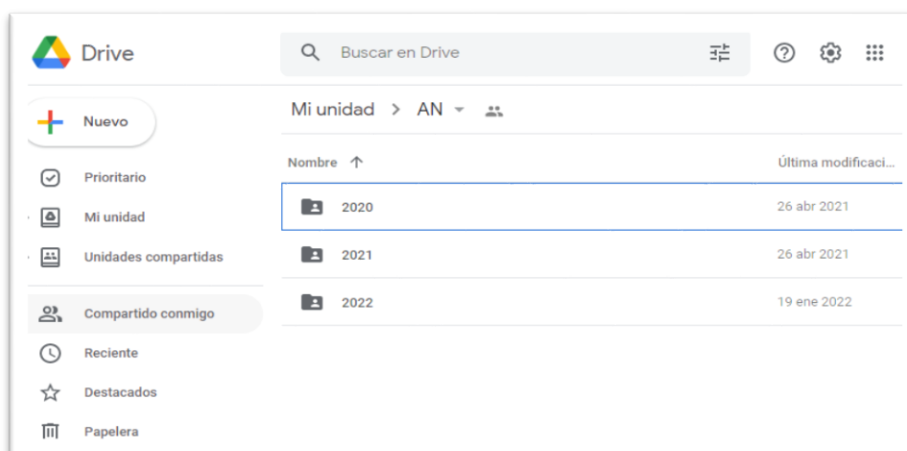 Drive
Buscar en Drive
Nuevo
Mi unidad > AN
Nombre ↑
Última modificaci...
Prioritario
2020
26 abr 2021
Mi unidad
Unidades compartidas
2021
26 abr 2021
Compartido conmigo
2022
19 ene 2022
Reciente
Destacados
Papelera